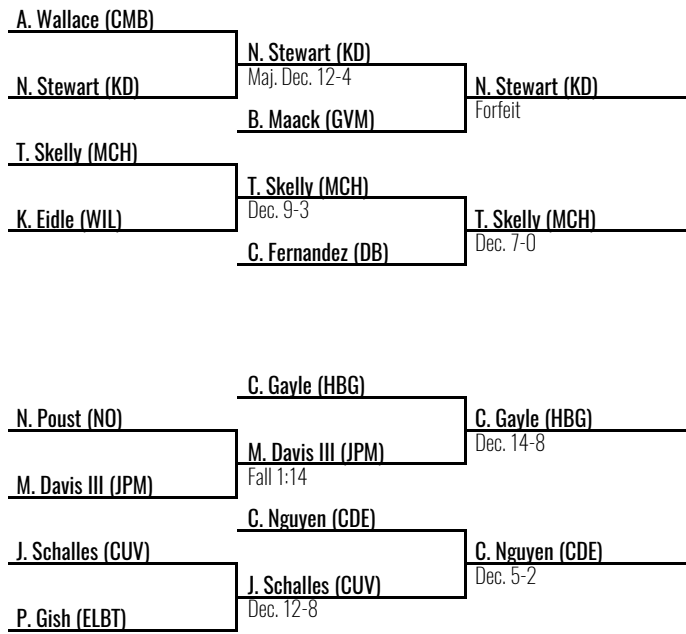 A. Wallace (CMB)
N. Stewart (KD)
Maj. Dec. 12-4
N. Stewart (KD)
N. Stewart (KD)
Forfeit
B. Maack (GVM)
T. Skelly (MCH)
T. Skelly (MCH)
Dec. 9-3
K. Eidle (WIL)
T. Skelly (MCH)
Dec. 7-0
C. Fernandez (DB)
C. Gayle (HBG)
N. Poust (NO)
C. Gayle (HBG)
Dec. 14-8
M. Davis III (JPM)
Fall 1:14
M. Davis III (JPM)
C. Nguyen (CDE)
J. Schalles (CUV)
C. Nguyen (CDE)
Dec. 5-2
J. Schalles (CUV)
Dec. 12-8
P. Gish (ELBT)